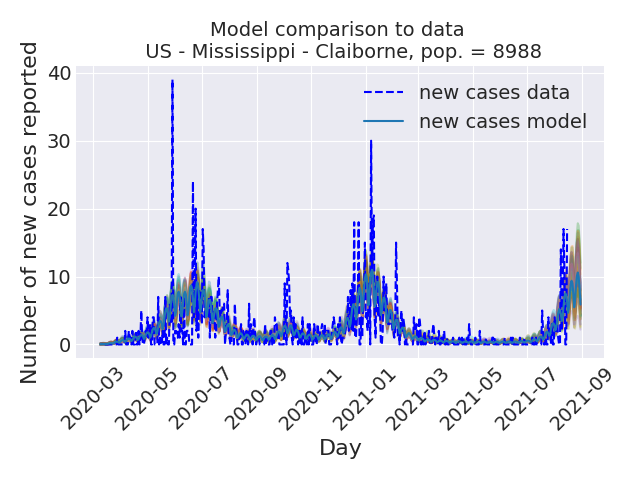 Model comparison to data
US - Mississippi - Claiborne, pop. = 8988
Number of new cases reported
40
30
20
10
0
new cases data
new cases model
2020-03
2020-05
2020-07
2020-09
2020-11
2021-01
2021-03
2021-05
2021-07
2021-09
Day